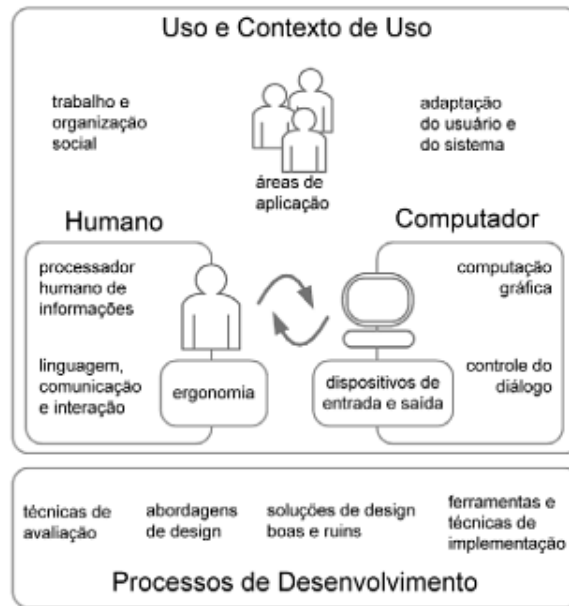 Uso e Contexto de Uso
trabalho e
organização
social
adaptação
do usuário e
do sistema
áreas de
aplicação
Humano
Computador
processador
humano de
informações
computação
gráfica
linguagem,
comunicação
e interação
ergonomia
dispositivos de
entrada e saída
controle do
diálogo
técnicas de
avaliação
abordagens
de design
soluções de design
boas e ruins
ferramentas e
técnicas de
implementação
Processos de Desenvolvimento